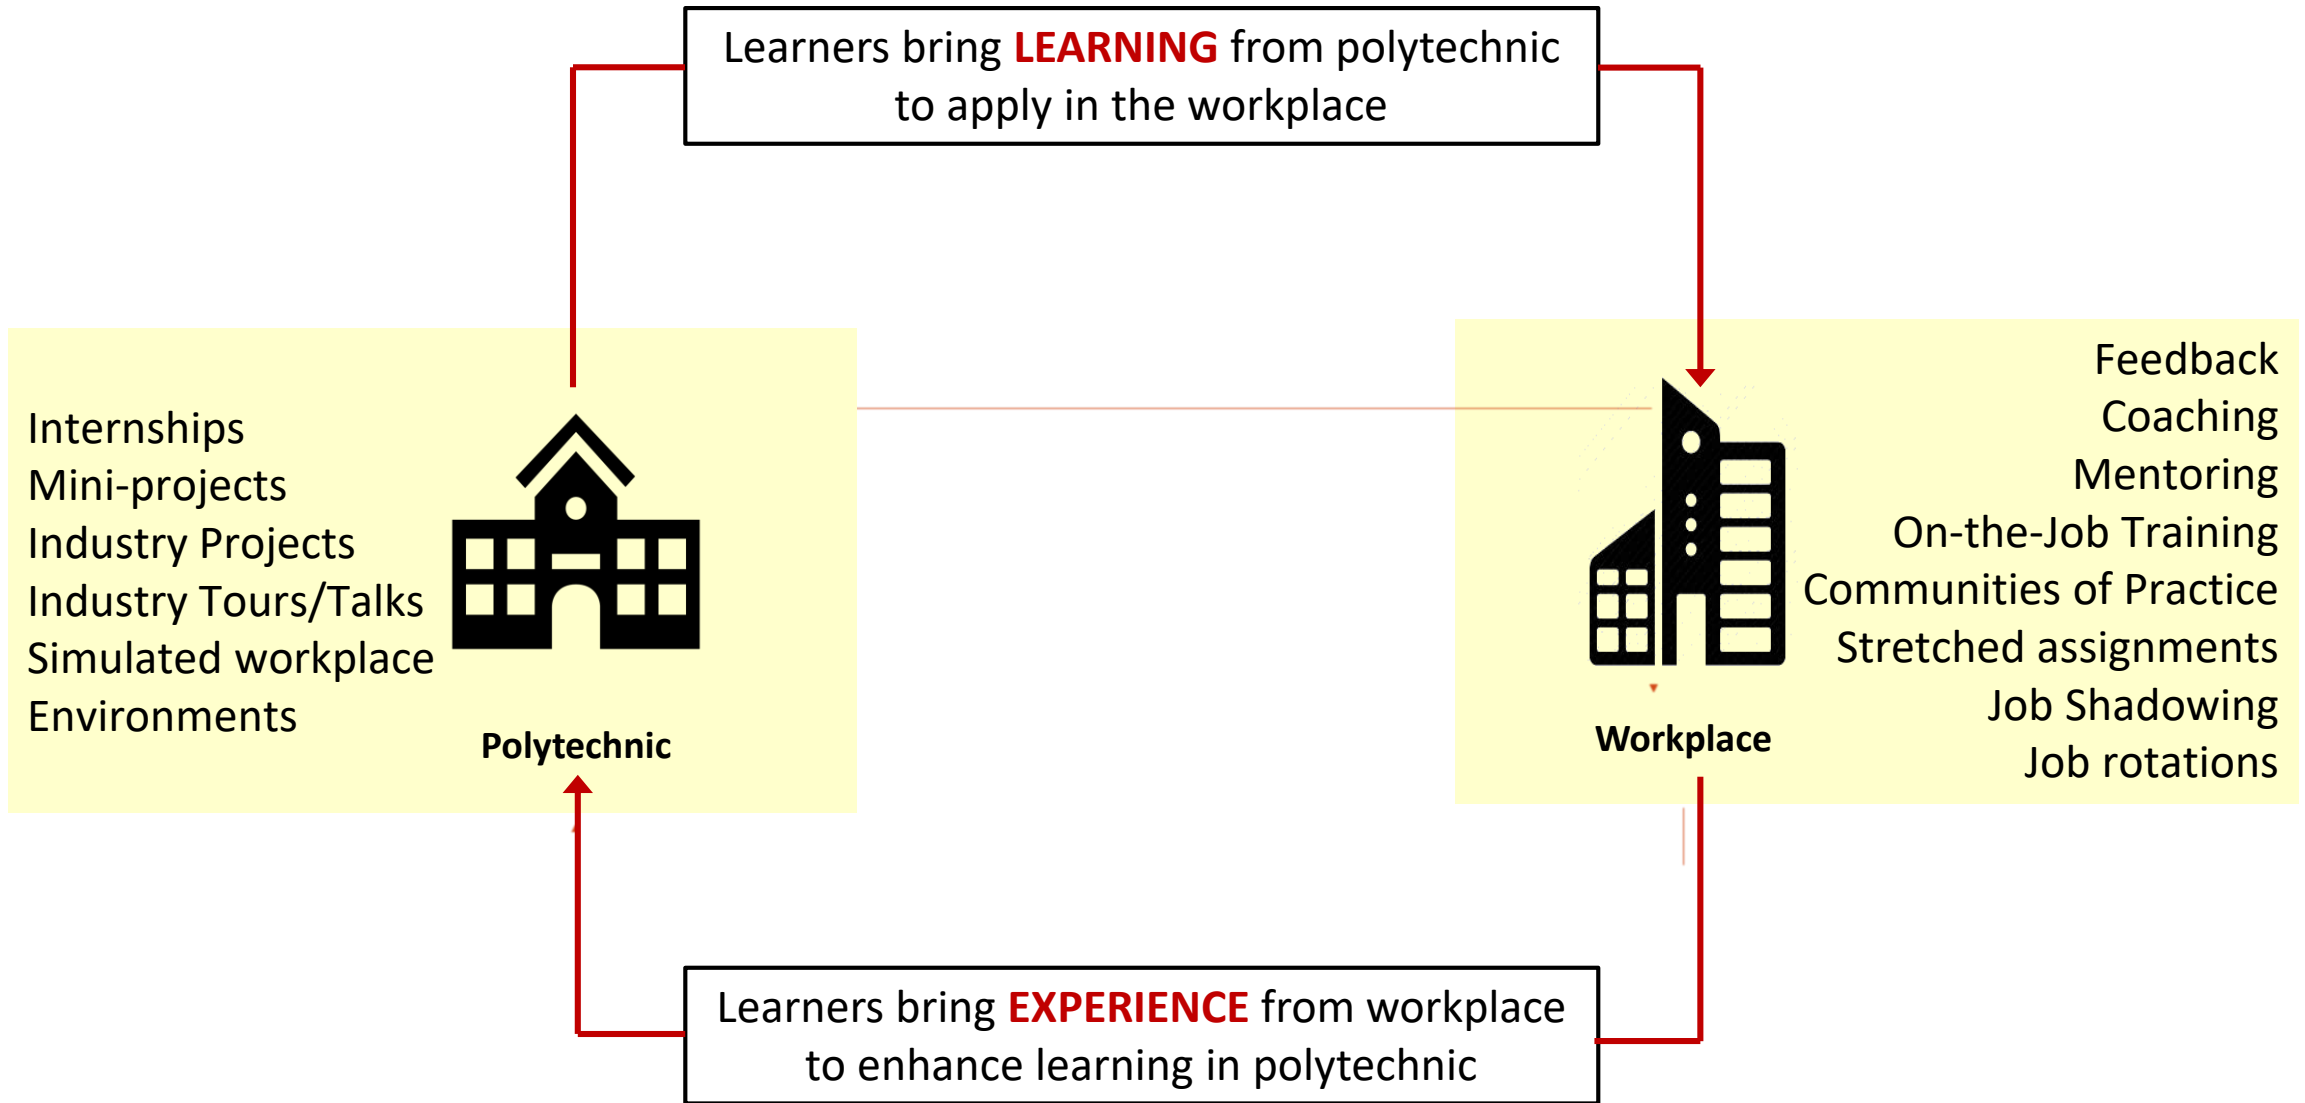 Learners bring LEARNING from polytechnic
to apply in the workplace
Internships
Mini-projects
Industry Projects
Industry Tours/Talks
Simulated workplace
Environments
Polytechnic
Feedback
Coaching
Mentoring
On-the-Job Training
Communities of Practice
Stretched assignments
Job Shadowing
Job rotations
Workplace
Learners bring EXPERIENCE from workplace
to enhance learning in polytechnic